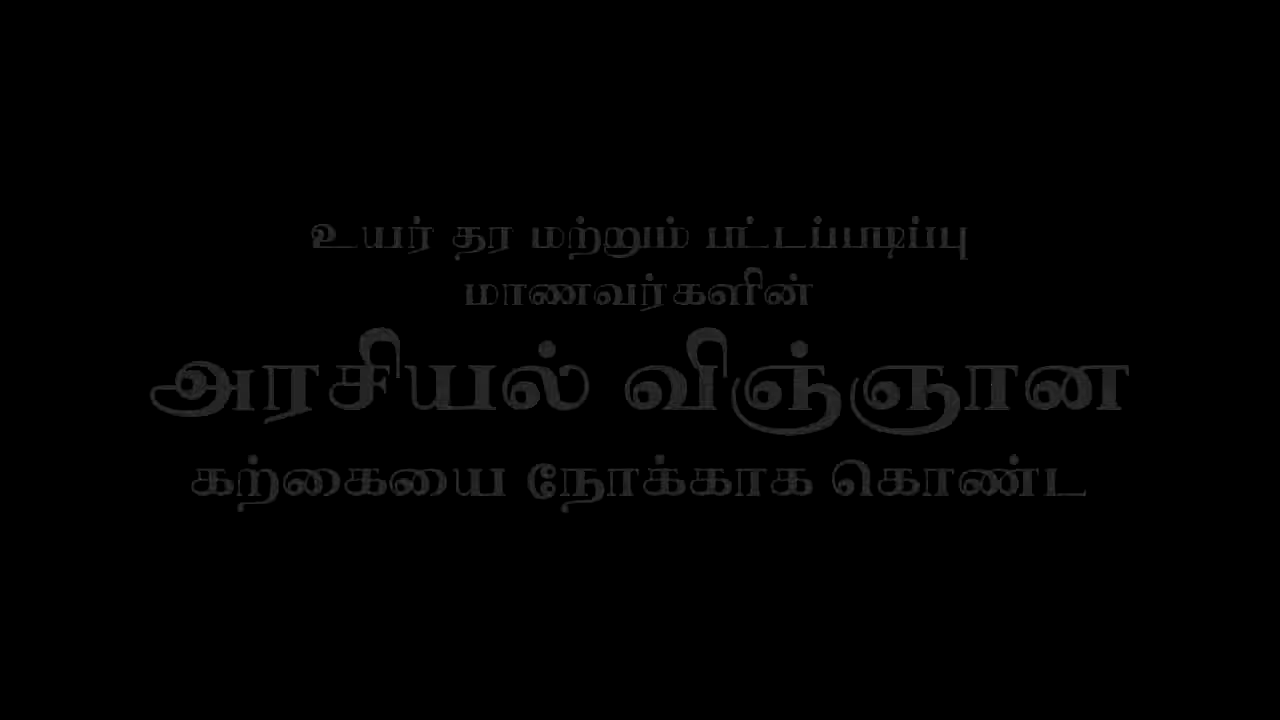 உயர் தர மற்றும் பட்டப்படிப்பு
மாணவர்களின்
அரசியல் விஞ்ஞான
கற்கையை நோக்காக கொண்ட